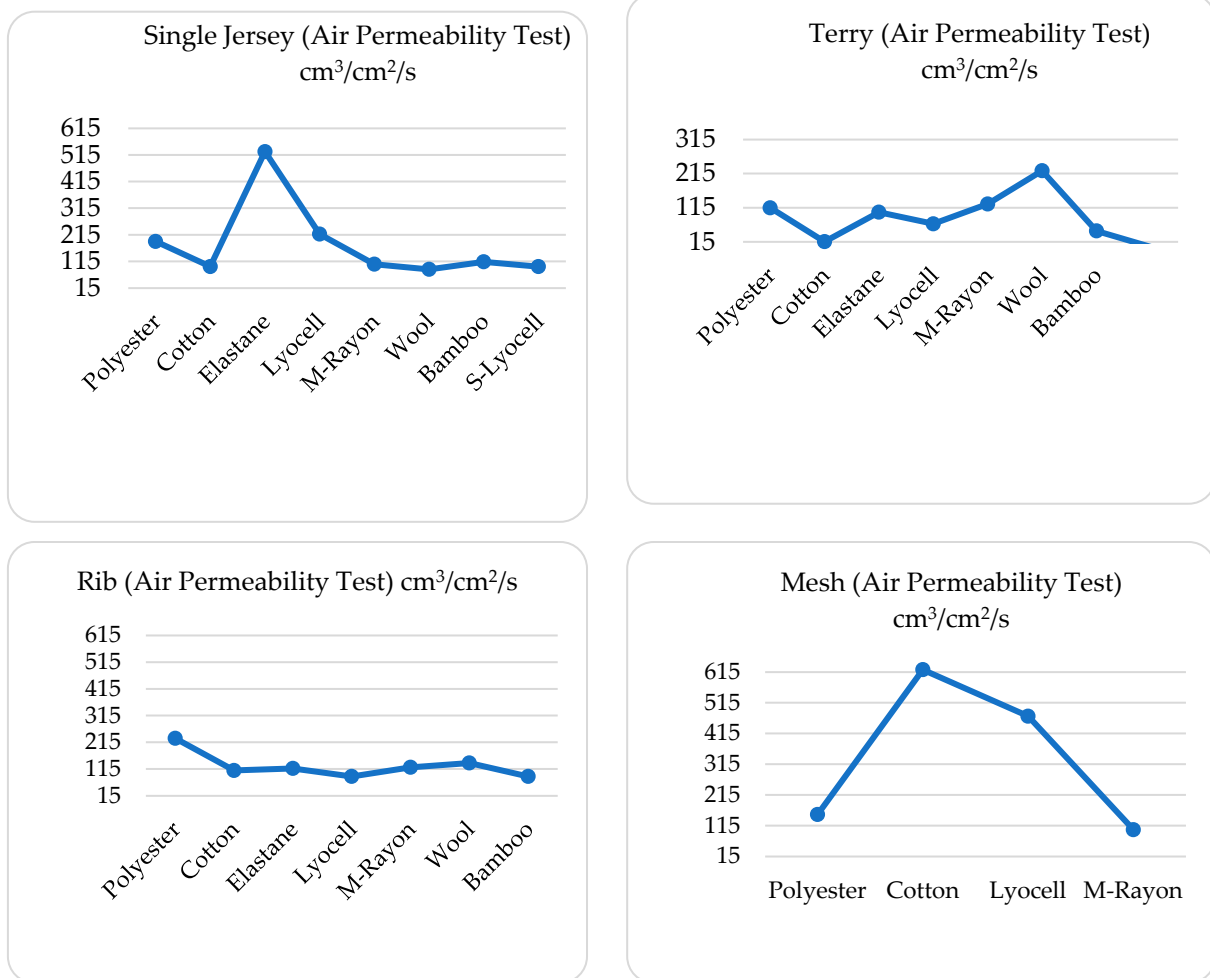 Single Jersey (Air Permeability Test)
cm³/cm²/s
615
515
415
315
215
115
15
Polyester
Cotton
Elastane
Lyocell
M-Rayon
Wool
Bamboo
S-Lyocell
Terry (Air Permeability Test)
cm³/cm²/s
315
215
115
15
Polyester
Cotton
Elastane
Lyocell
M-Rayon
Wool
Bamboo
Rib (Air Permeability Test) cm³/cm²/s
615
515
415
315
215
115
15
Polyester
Cotton
Elastane
Lyocell
M-Rayon
Wool
Bamboo
Mesh (Air Permeability Test)
cm³/cm²/s
615
515
415
315
215
115
15
Polyester Cotton Lyocell M-Rayon